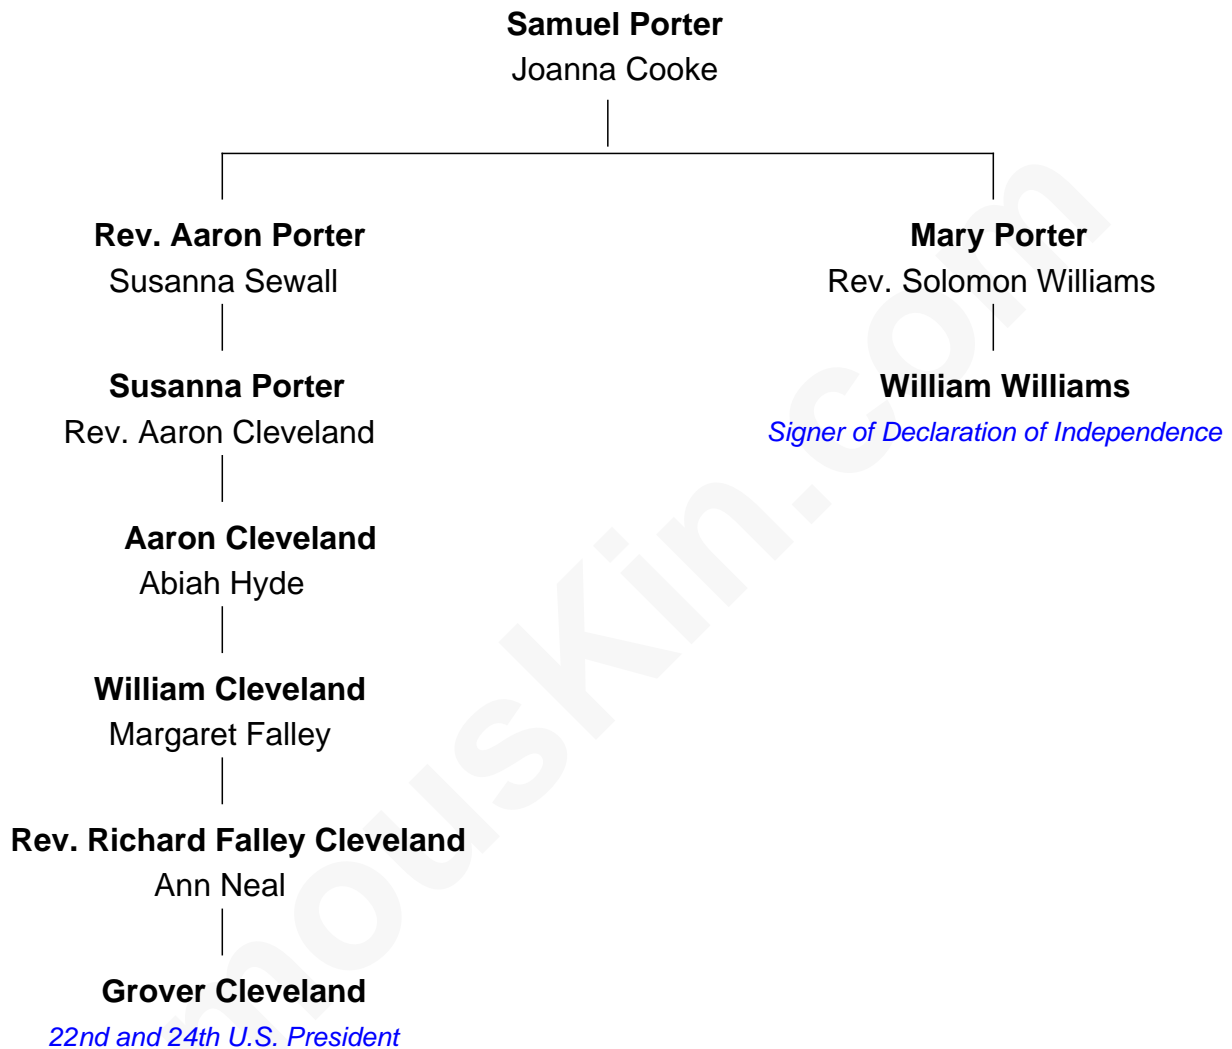 Samuel Porter
Joanna Cooke
Rev. Aaron Porter
Susanna Sewall
Mary Porter
Rev. Solomon Williams
Susanna Porter
Rev. Aaron Cleveland
William Williams
Signer of Declaration of Independence
Aaron Cleveland
Abiah Hyde
William Cleveland
Margaret Falley
Rev. Richard Falley Cleveland
Ann Neal
Grover Cleveland
22nd and 24th U.S. President
mousKin.com